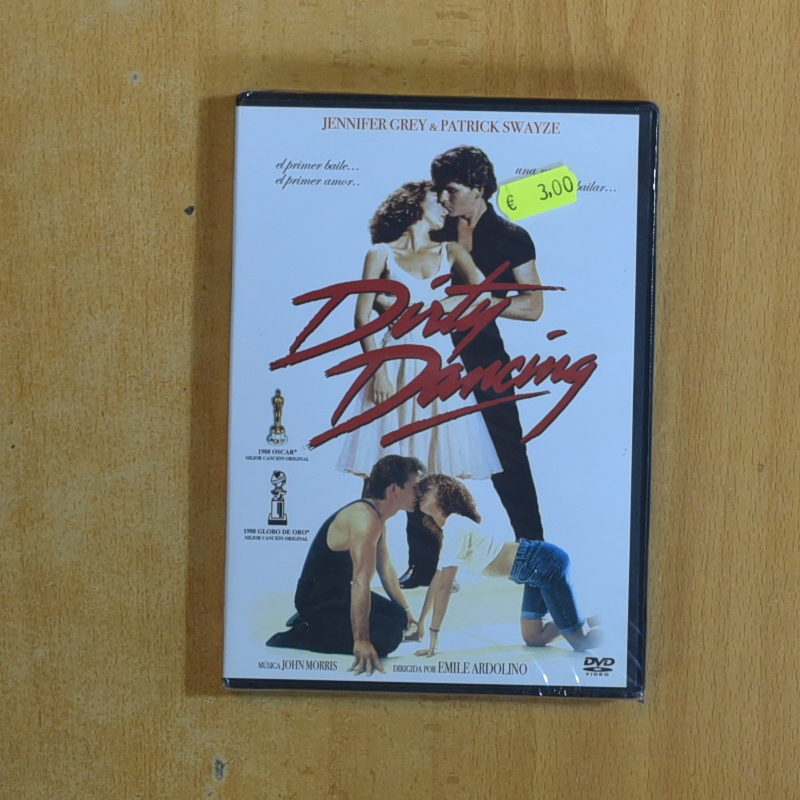 JENNIFER GREY & PATRICK SWAYZE
el primer baile...
el primer amor..
una
bailar...
€ 3,00
Dirty
Dancing
1988 OSCAR*
MEJOR CANCIÓN ORIGINAL
1988 GLOBO DE ORO*
MEJOR CANCIÓN ORIGINAL
MÚSICA JOHN MORRIS
DIRIGIDA POR EMILE ARDOLINO
DVD
VIDEO